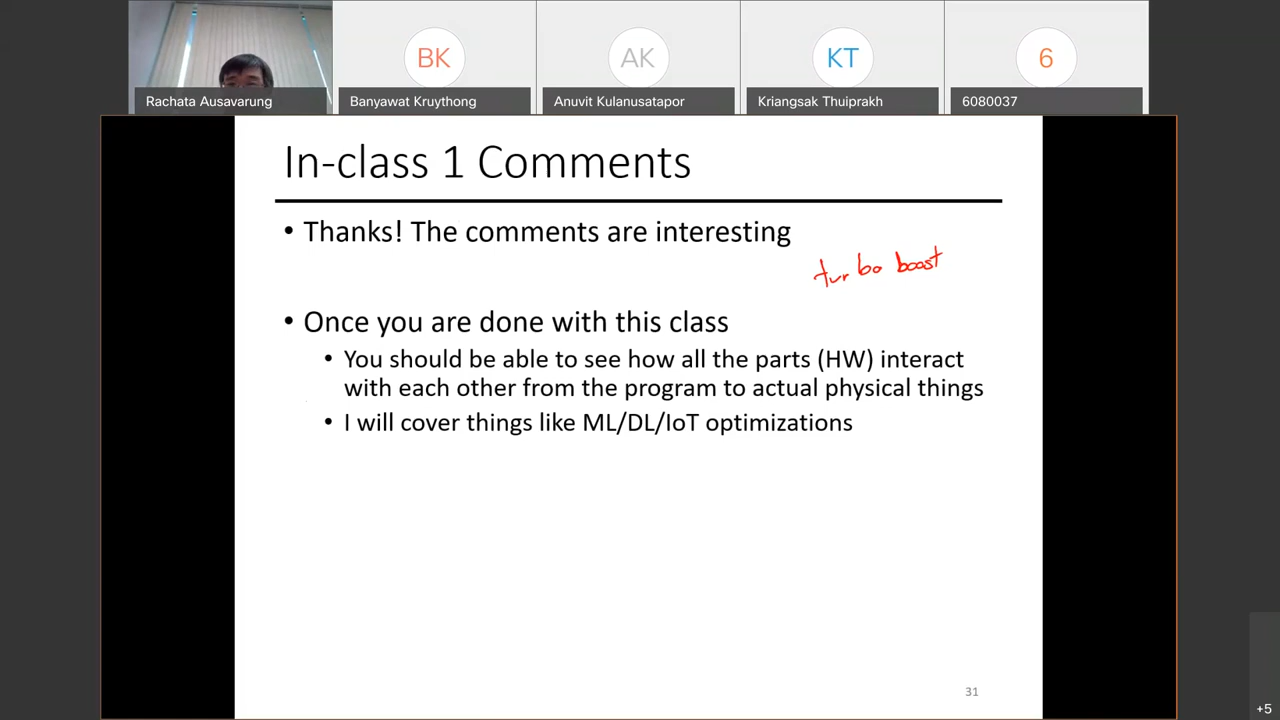 BK
AK
KT
6
Rachata Ausavarung
Banyawat Kruythong
Anuvit Kulanusatapor
Kriangsak Thuiprakh
6080037
In-class 1 Comments
• Thanks! The comments are interesting
turbo boost
• Once you are done with this class
• You should be able to see how all the parts (HW) interact
with each other from the program to actual physical things
• I will cover things like ML/DL/IoT optimizations
31
+5